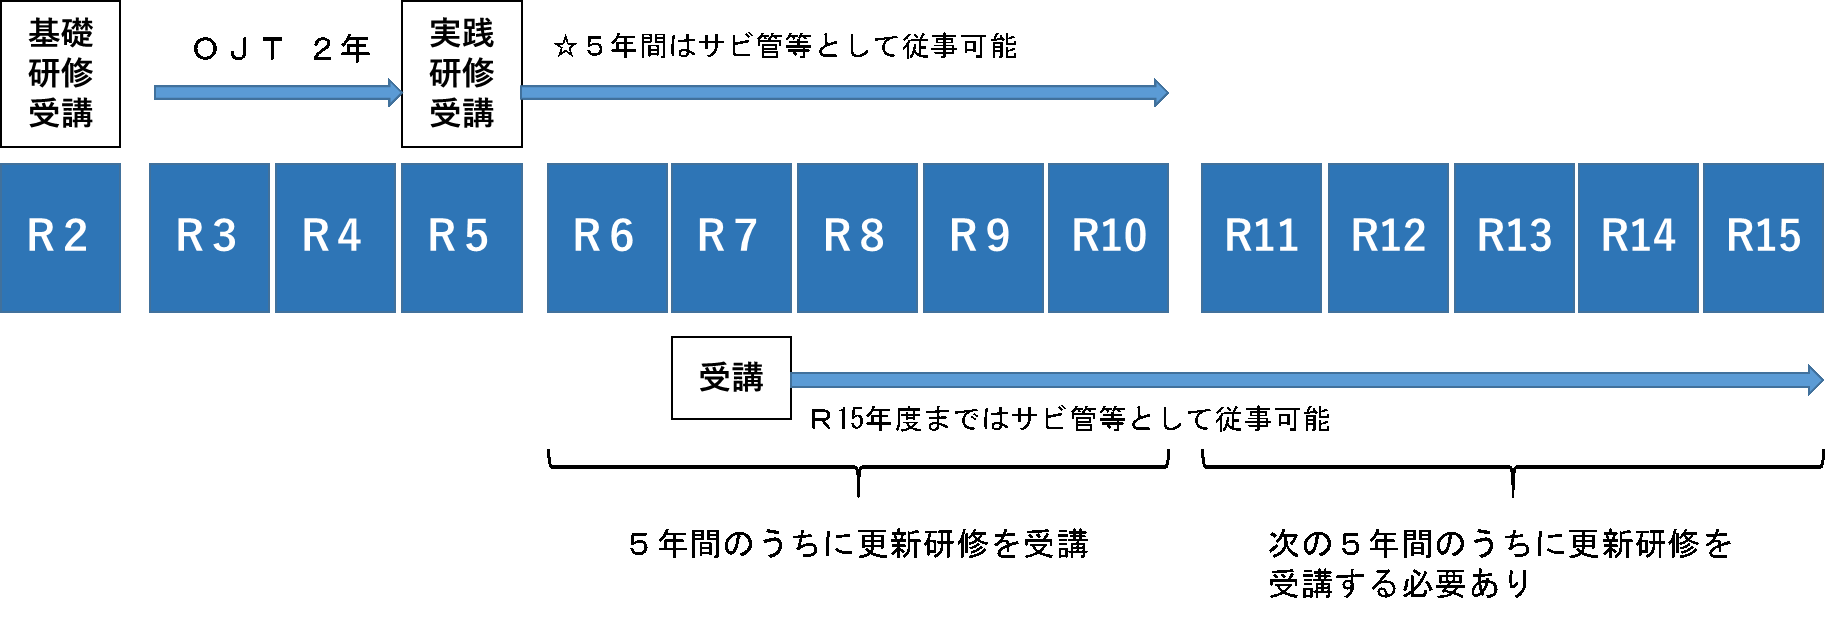 基礎
研修
受講
ＯＪＴ　２年
実践
研修
受講
☆５年間はサビ管等として従事可能
R２
R３
R４
R５
R６
R７
R８
R９
R10
R11
R12
R13
R14
R15
受講
Ｒ15年度まではサビ管等として従事可能
５年間のうちに更新研修を受講
次の５年間のうちに更新研修を
受講する必要あり